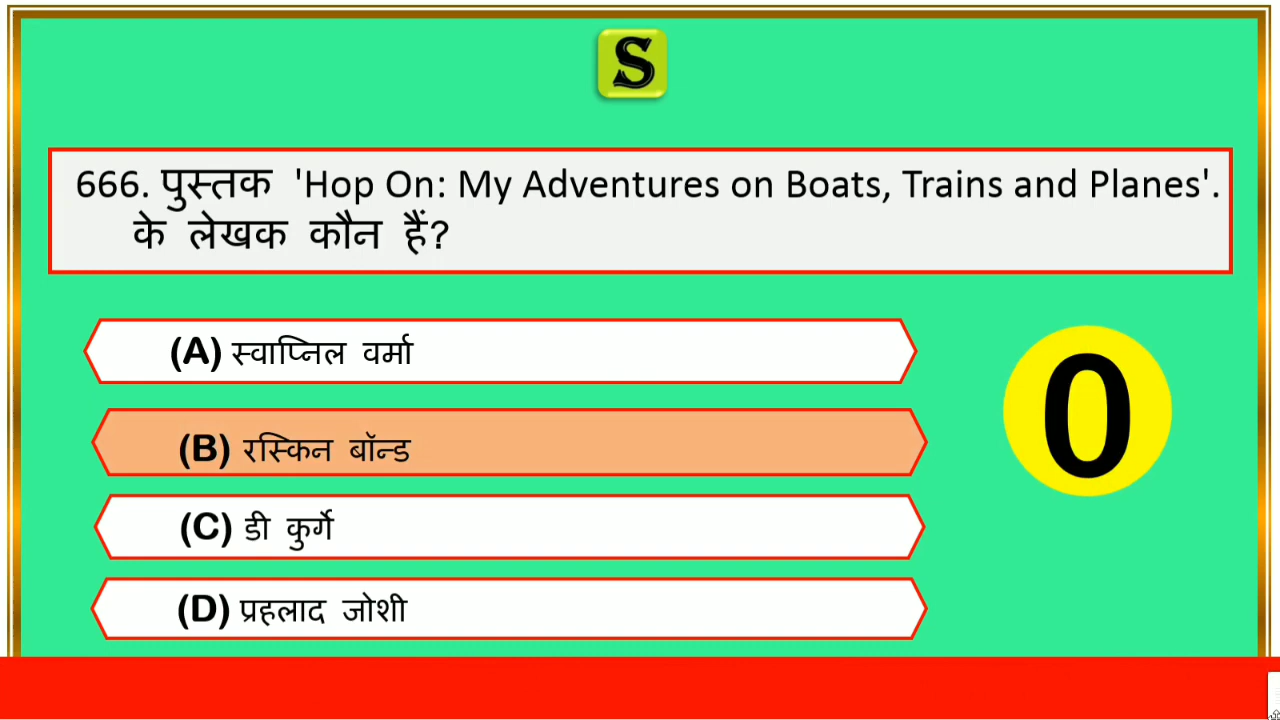 S
666. पुस्तक 'Hop On: My Adventures on Boats, Trains and Planes'.
के लेखक कौन हैं?
(A) स्वाप्निल वर्मा
(B) रस्किन बॉन्ड
0
(C) डी कुर्गे
(D) प्रहलाद जोशी